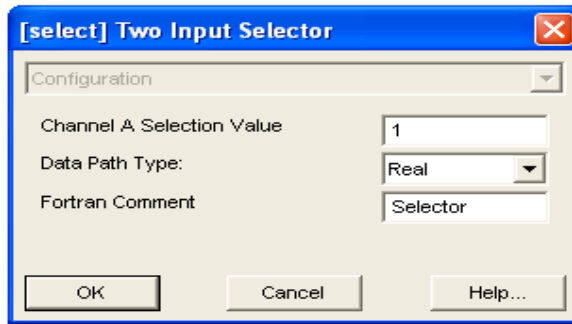 [select] Two Input Selector
Configuration
Channel A Selection Value
1
Data Path Type:
Real
Fortran Comment
Selector
OK
Cancel
Help...